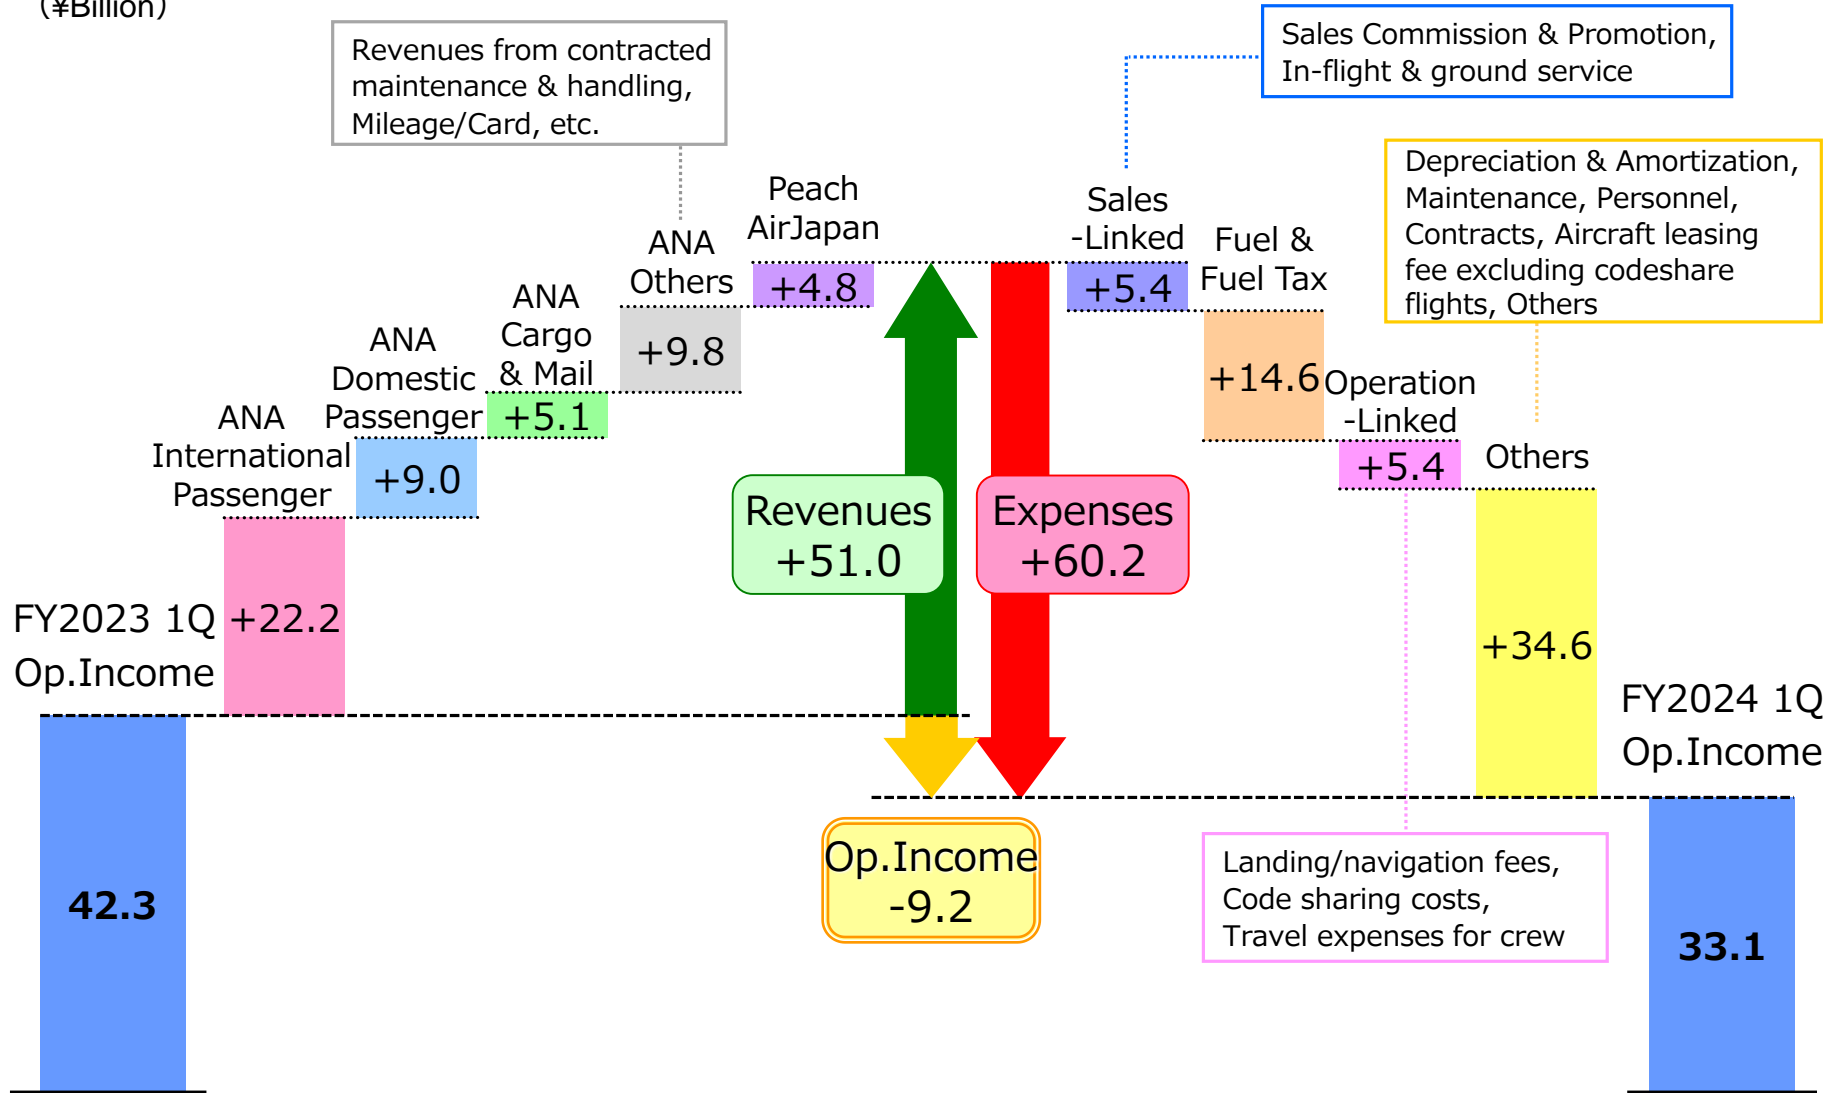 (¥Billion)
Revenues from contracted
maintenance & handling,
Mileage/Card, etc.
Sales Commission & Promotion,
In-flight & ground service
Depreciation & Amortization,
Maintenance, Personnel,
Contracts, Aircraft leasing
fee excluding codeshare
flights, Others
FY2023 1Q
Op.Income
42.3
ANA
International
Passenger
+22.2
ANA
Domestic
Passenger
+9.0
ANA
Cargo
& Mail
+5.1
ANA
Others
+9.8
Peach
AirJapan
+4.8
Revenues
+51.0
Expenses
+60.2
Op.Income
-9.2
Sales
-Linked
+5.4
Fuel &
Fuel Tax
+14.6
Operation
-Linked
+5.4
Others
+34.6
Landing/navigation fees,
Code sharing costs,
Travel expenses for crew
FY2024 1Q
Op.Income
33.1